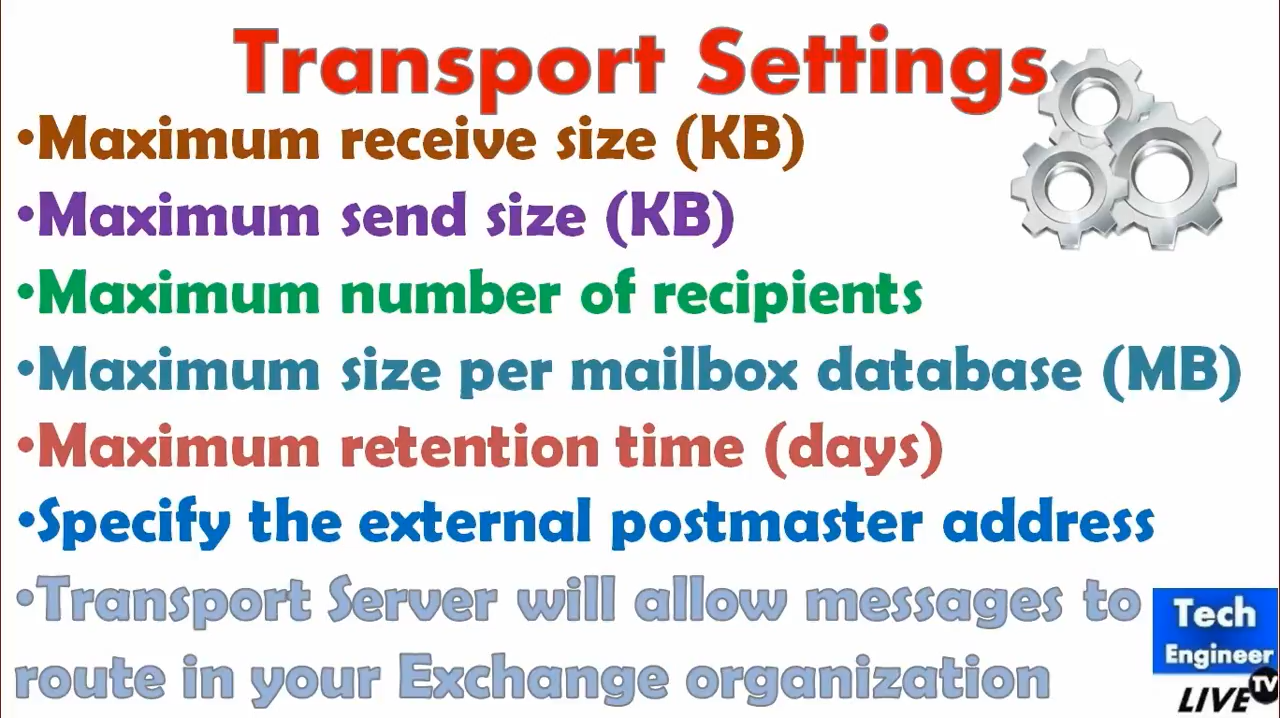 Transport Settings
•Maximum receive size (KB)
•Maximum send size (KB)
•Maximum number of recipients
•Maximum size per mailbox database (MB)
•Maximum retention time (days)
•Specify the external postmaster address
•Transport Server will allow messages to
route in your Exchange organization
Tech
Engineer
LIVE TV